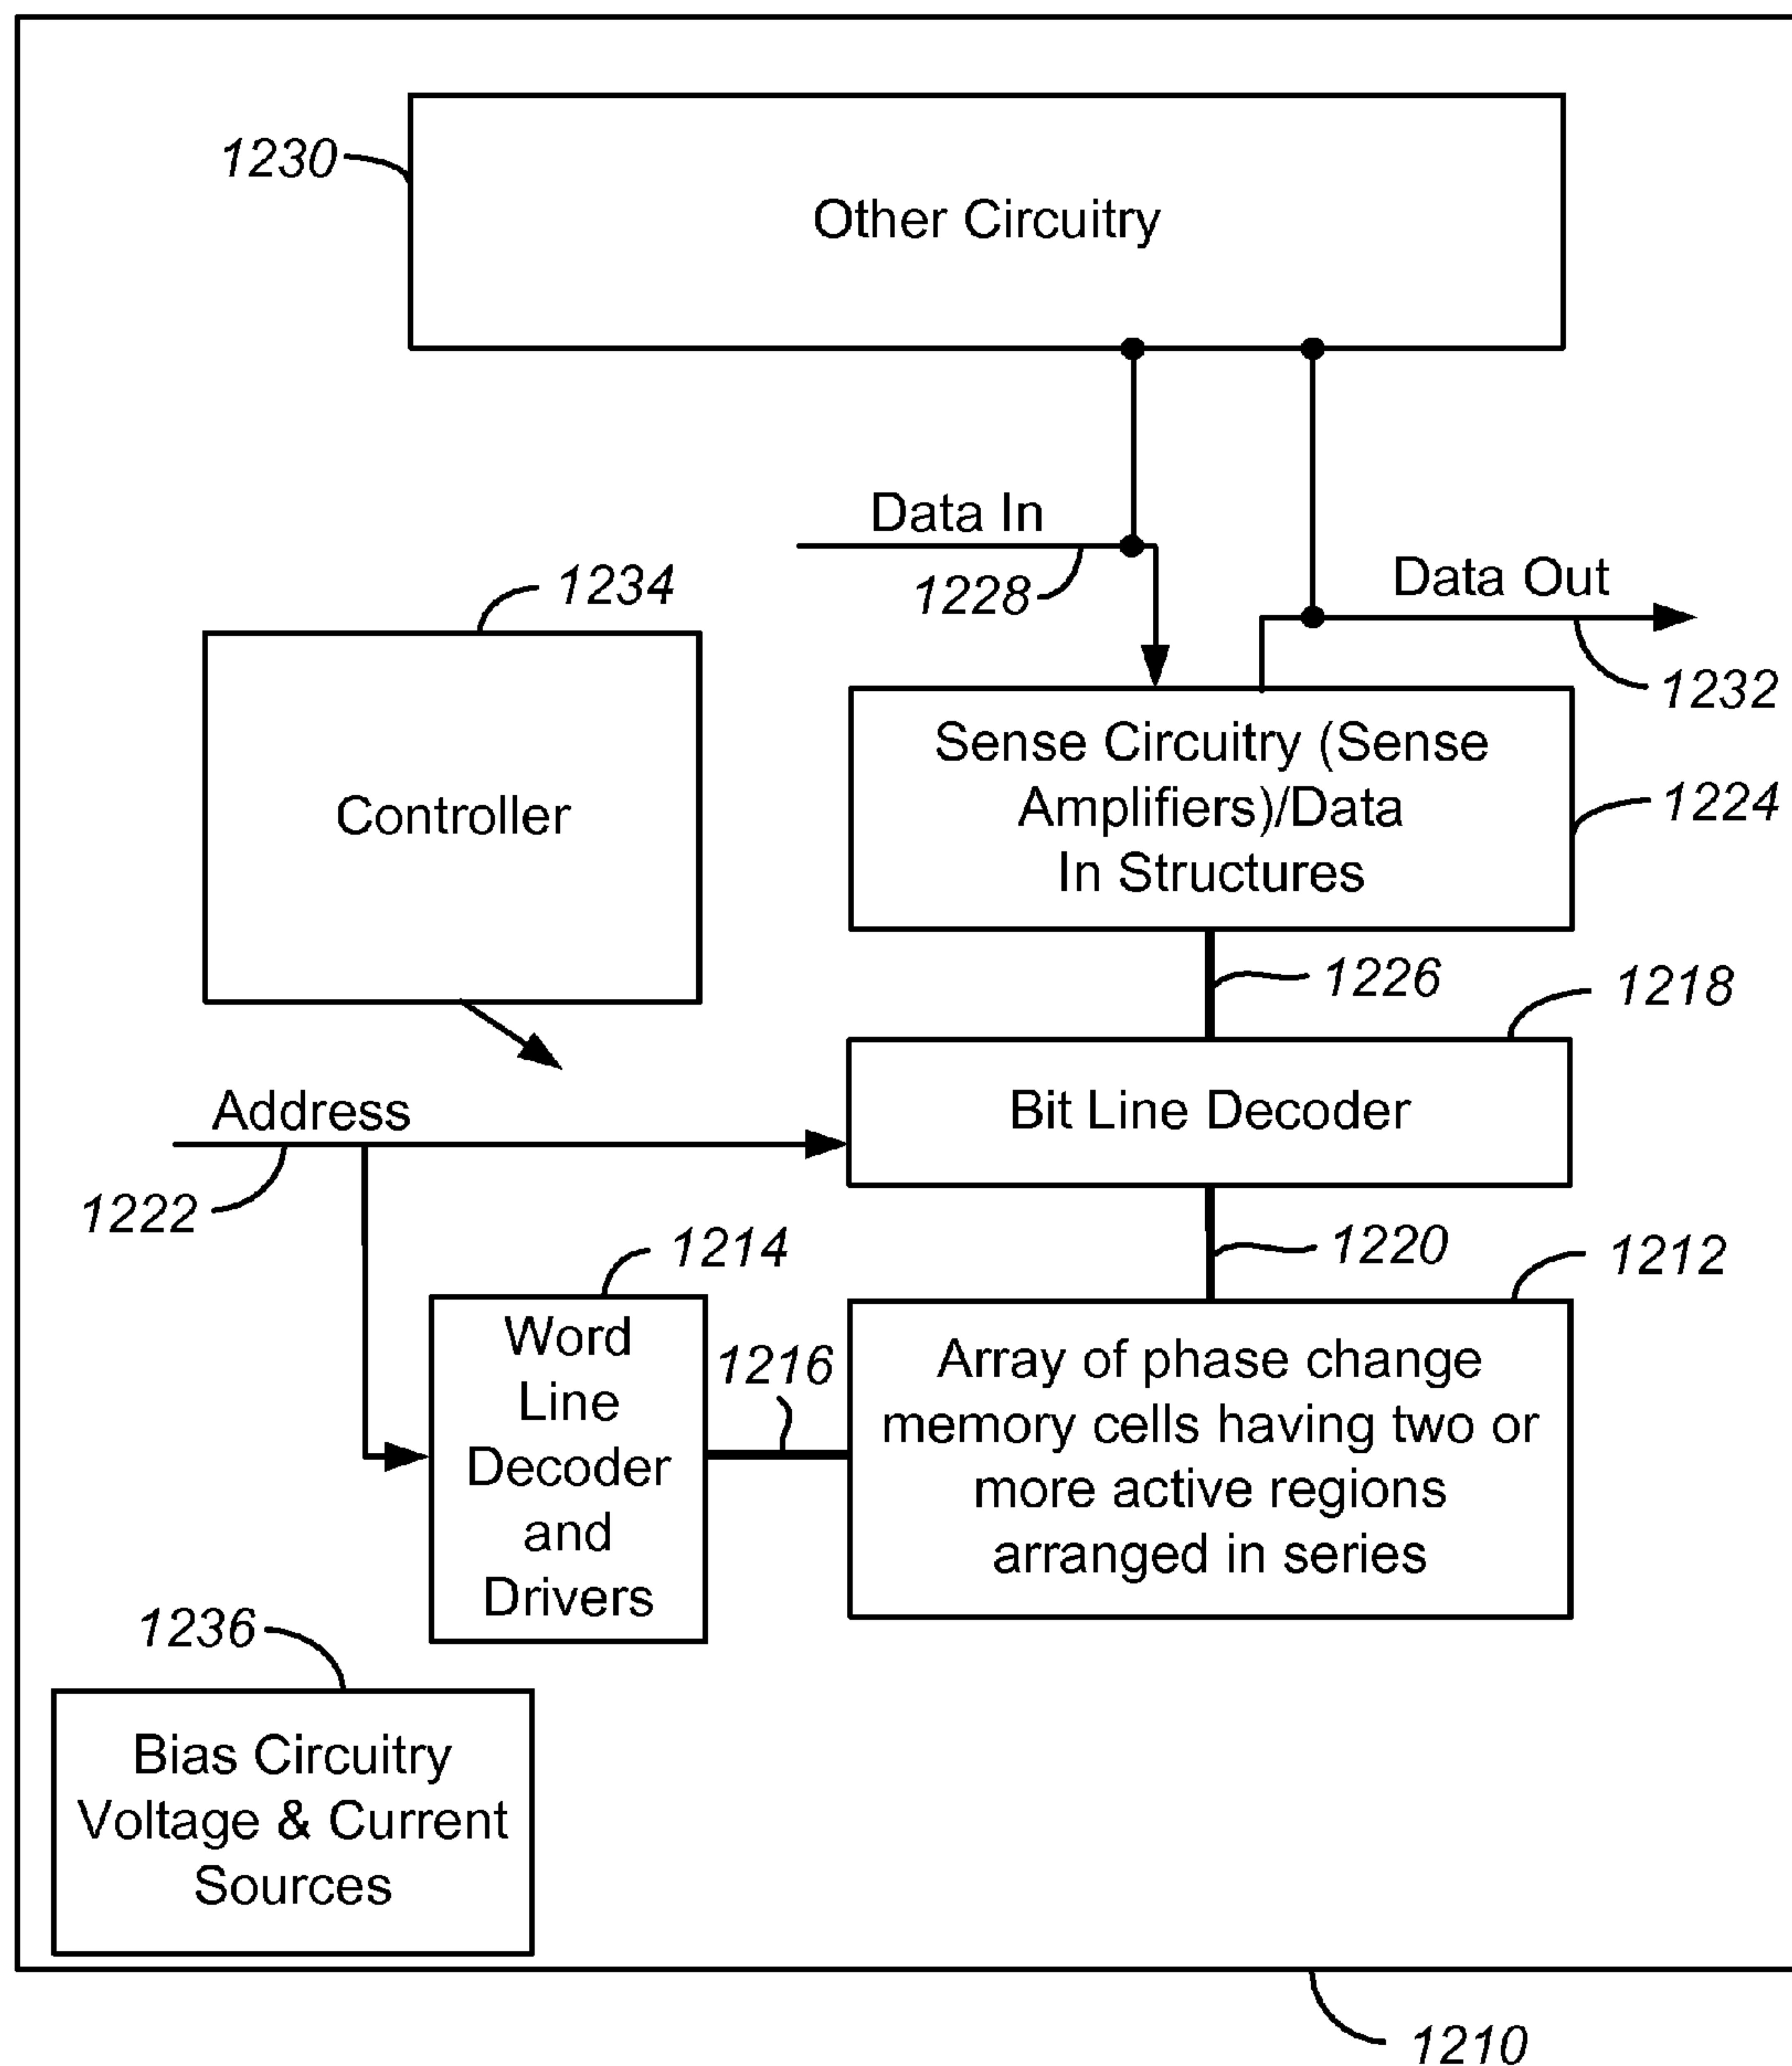 1230
Other Circuitry
Data In
1228
Data Out
1232
1234
Controller
Sense Circuitry (Sense
Amplifiers)/Data
In Structures
1224
1226
1218
Address
1222
Bit Line Decoder
1220
1214
1212
Word
Line
Decoder
and
Drivers
1216
Array of phase change
memory cells having two or
more active regions
arranged in series
1236
Bias Circuitry
Voltage & Current
Sources
1210